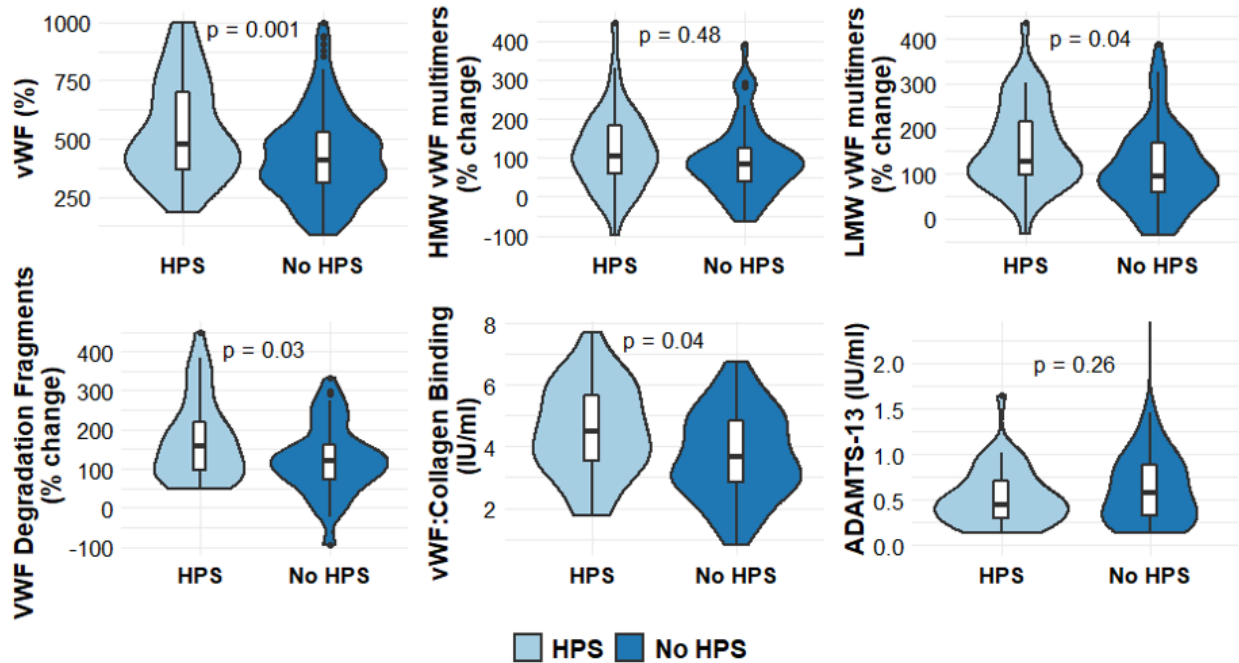 vWF (%)
1000
750
500
250
p = 0.001
HPS No HPS
HMW vWF multimers
(% change)
400
300
200
100
0
-100
p = 0.48
HPS No HPS
LMW vWF multimers
(% change)
400
300
200
100
0
p = 0.04
HPS No HPS
VWF Degradation Fragments
(% change)
400
300
200
100
0
-100
p = 0.03
HPS No HPS
vWF:Collagen Binding
(IU/ml)
8
6
4
2
p = 0.04
HPS No HPS
ADAMTS-13 (IU/ml)
2.0
1.5
1.0
0.5
0.0
p = 0.26
HPS No HPS
HPS No HPS